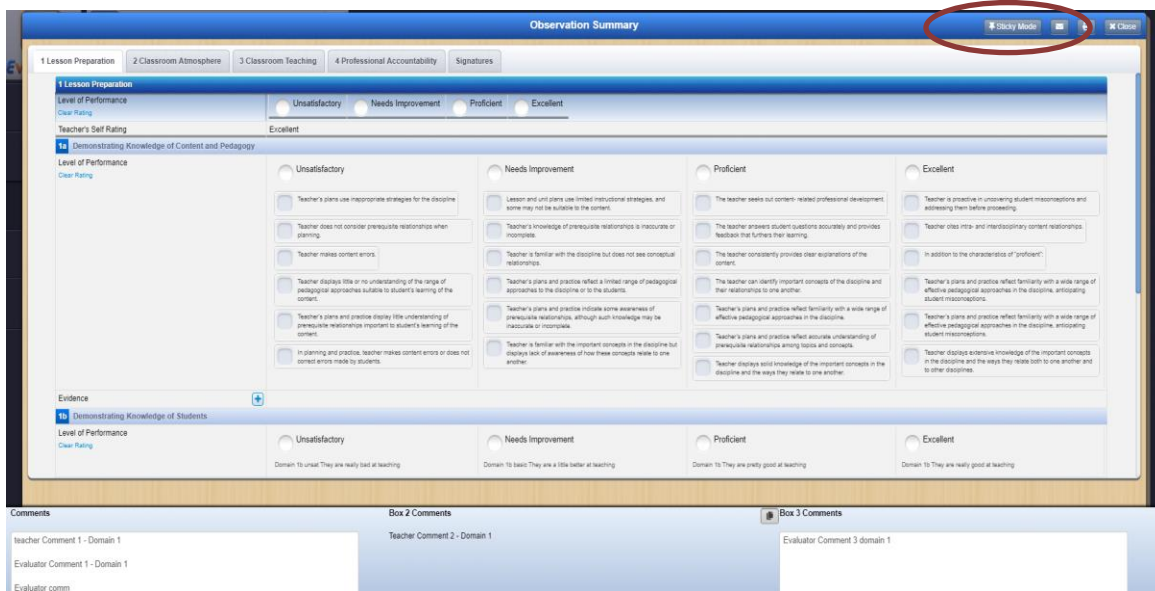 Observation Summary
Sticky Mode
Close
1 Lesson Preparation
2 Classroom Atmosphere
3 Classroom Teaching
4 Professional Accountability
Signatures
1 Lesson Preparation
Level of Performance
Clear Rating
Unsatisfactory
Needs Improvement
Proficient
Excellent
Teacher's Self Rating
Excellent
1a Demonstrating Knowledge of Content and Pedagogy
Level of Performance
Clear Rating
Unsatisfactory
Teacher's plans use inappropriate strategies for the discipline
Teacher does not consider prerequisite relationships when
planning.
Teacher makes content errors.
Teacher displays little or no understanding of the range of
pedagogical approaches suitable to student's learning of the
content.
Teacher's plans and practice display little understanding of
prerequisite relationships important to student's learning of the
content.
In planning and practice, teacher makes content errors or does not
correct errors made by students.
Needs Improvement
Lesson and unit plans use limited instructional strategies, and
some may not be suitable to the content.
Teacher's knowledge of prerequisite relationships is inaccurate or
incomplete.
Teacher is familiar with the discipline but does not see conceptual
relationships.
Teacher's plans and practice reflect a limited range of pedagogical
approaches to the discipline or to the students.
Teacher's plans and practice indicate some awareness of
prerequisite relationships, although such knowledge may be
inaccurate or incomplete.
Teacher is familiar with the important concepts in the discipline but
displays lack of awareness of how these concepts relate to one
another.
Proficient
The teacher seeks out content- related professional development.
The teacher answers student questions accurately and provides
feedback that furthers their learning.
The teacher consistently provides clear explanations of the
content.
The teacher can identify important concepts of the discipline and
their relationships to one another.
Teacher's plans and practice reflect familiarity with a wide range of
effective pedagogical approaches in the discipline.
Teacher's plans and practice reflect accurate understanding of
prerequisite relationships among topics and concepts.
Teacher displays solid knowledge of the important concepts in the
discipline and the ways they relate to one another.
Excellent
Teacher is proactive in uncovering student misconceptions and
addressing them before proceeding.
Teacher cites intra- and interdisciplinary content relationships.
In addition to the characteristics of "proficient":
Teacher's plans and practice reflect familiarity with a wide range of
effective pedagogical approaches in the discipline, anticipating
student misconceptions.
Teacher's plans and practice reflect familiarity with a wide range of
effective pedagogical approaches in the discipline, anticipating
student misconceptions.
Teacher displays extensive knowledge of the important concepts
in the discipline and the ways they relate both to one another and
to other disciplines.
Evidence
1b Demonstrating Knowledge of Students
Level of Performance
Clear Rating
Unsatisfactory
Domain 1b unsat They are really bad at teaching
Needs Improvement
Domain 1b basic They are a little better at teaching
Proficient
Domain 1b They are pretty good at teaching
Excellent
Domain 1b They are really good at teaching
Comments
teacher Comment 1 - Domain 1
Evaluator Comment 1 - Domain 1
Evaluator comm
Box 2 Comments
Teacher Comment 2 - Domain 1
Box 3 Comments
Evaluator Comment 3 domain 1